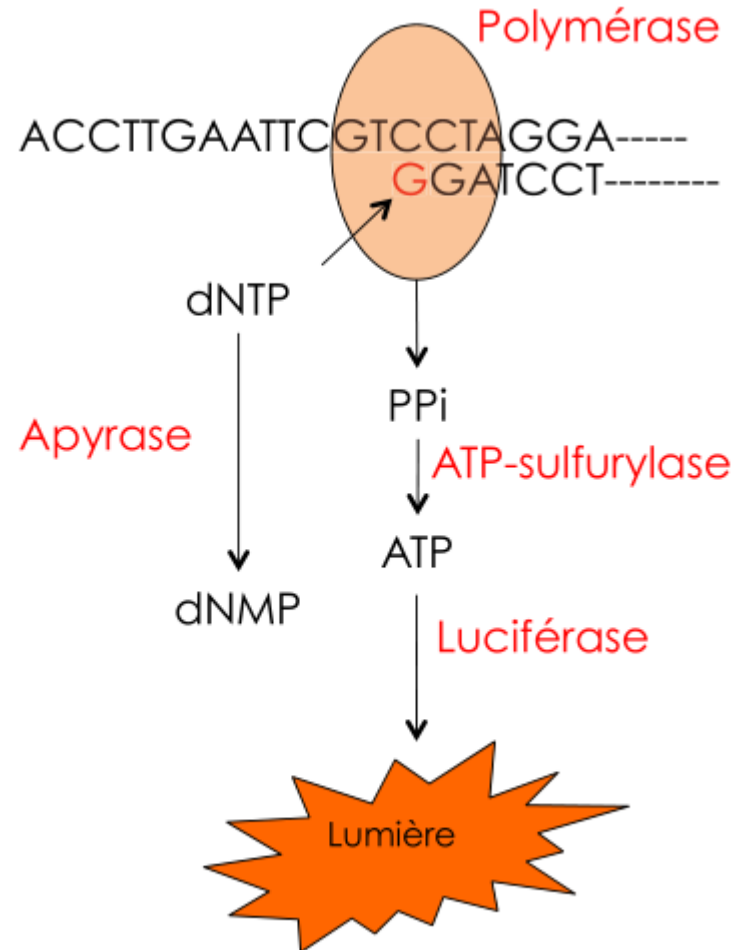 Polymérase
ACCTTGAATTCGTCCTAGGA-----
GGATCCT--------
dNTP
PPi
Apyrase
ATP-sulfurylase
ATP
dNMP
Luciférase
Lumière